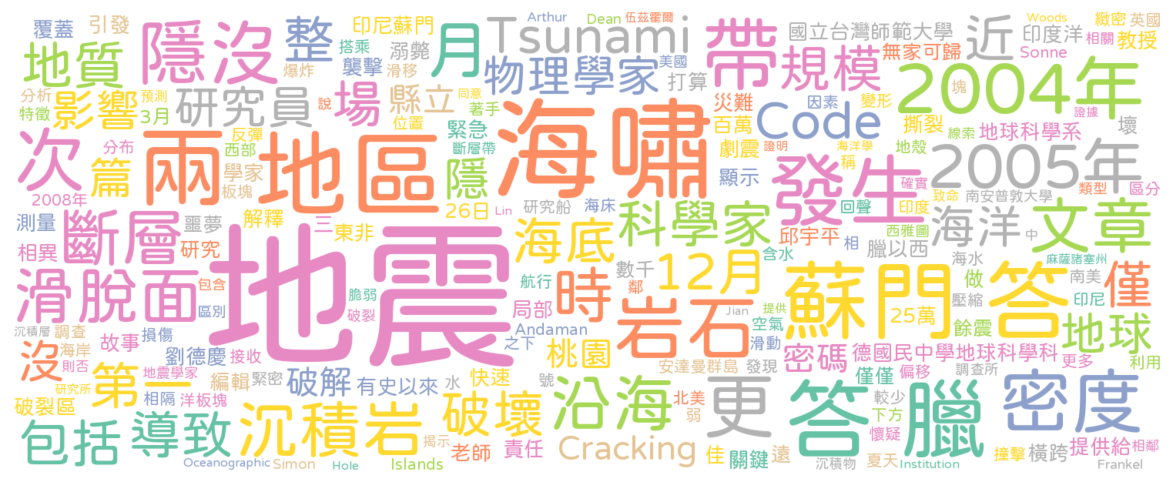 覆蓋 引發 印尼蘇門 整 月 Tsunami Arthur Dean 伍茲霍爾 帶 近 國立台灣師範大學 印度洋 Woods 緻密 英國
地質 隱沒 搭乘 溺斃 襲擊 爆炸 滑移 物理學家 美國 打算 同意 規模 無家可歸 Sonne 相關 教授
分析 特徵 預測 影響 3月 研究員 說 場 位置 縣立 著手 緊急 斷層帶 災難 百萬 劇震 因素 Code 變形 撕裂 塊 2004年 證據
次 分布 篇 兩 反彈 西部 學家 板塊 地區 隱 海嘯 顯示 證明 海洋學 稱 地殼 線索 地球科學系 壞 2005年
2008年 測量 相異 斷層 噩夢 研究 解釋 三 26日 東非 Lin 研究船 海床 海底 科學家 邱宇平 發生 回聲 印度 確實 致命 南安普敦大學 類型 區分
滑脫面 包含 區別 地震 脆弱 破裂 航行 局部 時 數千 鄰 12月 含水 相 臘以西 西雅圖 海洋 海水 中 文章 麻薩諸塞州 南美 做 印尼 壓縮 僅
沉積層 調查 沒 海岸 則否 故事 損傷 地震學家 劉德慶 接收 Andaman 之下 桃園 岩石 Jian 提供 空氣 滑動 25萬 蘇門答 餘震 地球 更多 利用
研究所 第一 相隔 洋板塊 編輯 緊密 破解 有史以來 水 快速 號 安達曼群島 發現 密碼 德國民中學地球科學科 偏移 調查所 僅僅
破裂區 包括 導致 沉積岩 揭示 破壞 弱 沿海 北美 更 答臘 較少 下方 懷疑 密度 提供給 相鄰
Oceanographic Simon Hole 老師 Islands 責任 Cracking 佳 關鍵 遠 沉積物 夏天 Institution 橫跨 撞擊 Frankel